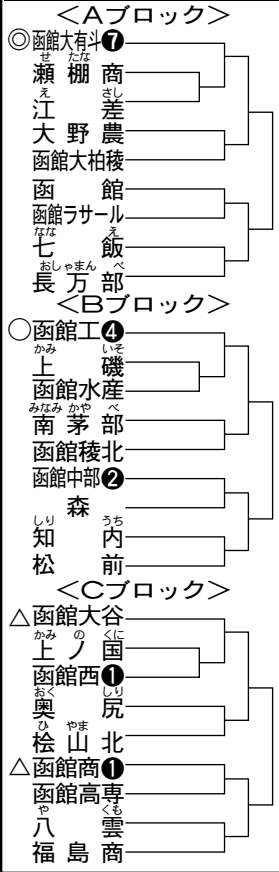 <Aブロック>
◎函館大有斗❼
瀬棚商
せ たな
江差
え さし
大野農
函館大柏稜
函館
函館ラサール
七飯
なな え
長万部
おしゃまん べ
<Bブロック>
○函館工❹
上磯
かみ いそ
函館水産
南茅部
みなみ かや べ
函館稜北
函館中部❷
森
知内
しり うち
松前
<Cブロック>
△函館大谷
上ノ国
かみ の くに
函館西❶
奥尻
おく しり
桧山北
ひ やま
△函館商❶
函館高専
八雲
や くも
福島商